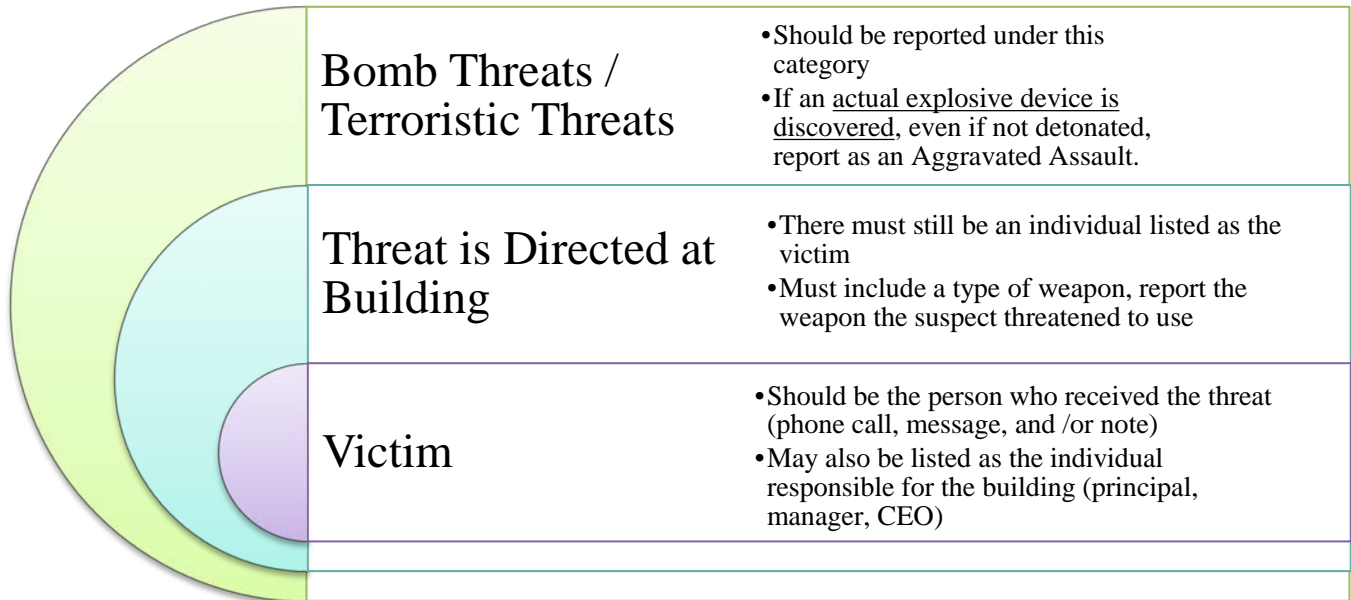 Bomb Threats /
Terroristic Threats
•Should be reported under this
category
•If an actual explosive device is
discovered, even if not detonated,
report as an Aggravated Assault.
Threat is Directed at
Building
•There must still be an individual listed as the
victim
•Must include a type of weapon, report the
weapon the suspect threatened to use
Victim
•Should be the person who received the threat
(phone call, message, and /or note)
•May also be listed as the individual
responsible for the building (principal,
manager, CEO)